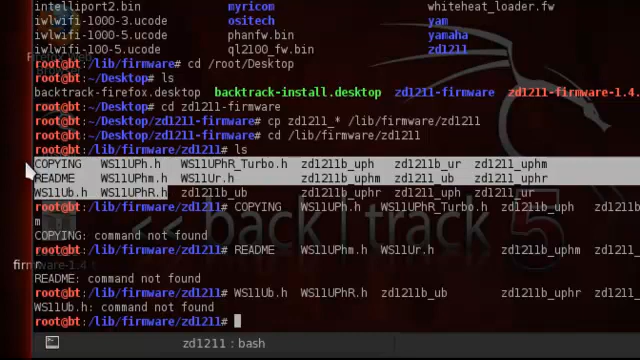 intelliport2.bin myricom whiteheat_loader.fw
iwlwifi-1000-3.ucode ositech yam
iwlwifi-100-5.ucode phanfw.bin yamaha
iwlwifi-1000-5.ucode ql2100_fw.bin zd1211
root@bt:/lib/firmware# cd /root/Desktop
root@bt:~/Desktop# ls
backtrack-firefox.desktop backtrack-install.desktop zd1211-firmware zd1211-firmware-1.4.
root@bt:~/Desktop# cd zd1211-firmware
root@bt:~/Desktop/zd1211-firmware# cp zd1211_* /lib/firmware/zd1211
root@bt:~/Desktop/zd1211-firmware# cd /lib/firmware/zd1211
root@bt:/lib/firmware/zd1211# ls
COPYING WS11UPh.h WS11UPhR_Turbo.h zd1211b_uph zd1211b_ur zd1211_uphm
README WS11UPhm.h WS11Ur.h zd1211b_uphm zd1211_ub zd1211_uphr
WS11Ub.h WS11UPhR.h zd1211b_ub zd1211b_uphr zd1211_uph zd1211_ur
root@bt:/lib/firmware/zd1211# COPYING WS11UPh.h WS11UPhR_Turbo.h zd1211b_uph zd1211b
m
COPYING: command not found
root@bt:/lib/firmware/zd1211# README WS11UPhm.h WS11Ur.h zd1211b_uphm zd1211_
README: command not found
root@bt:/lib/firmware/zd1211# WS11Ub.h WS11UPhR.h zd1211b_ub zd1211b_uphr zd1211_
WS11Ub.h: command not found
root@bt:/lib/firmware/zd1211#
<< back | track 5
zd1211 : bash